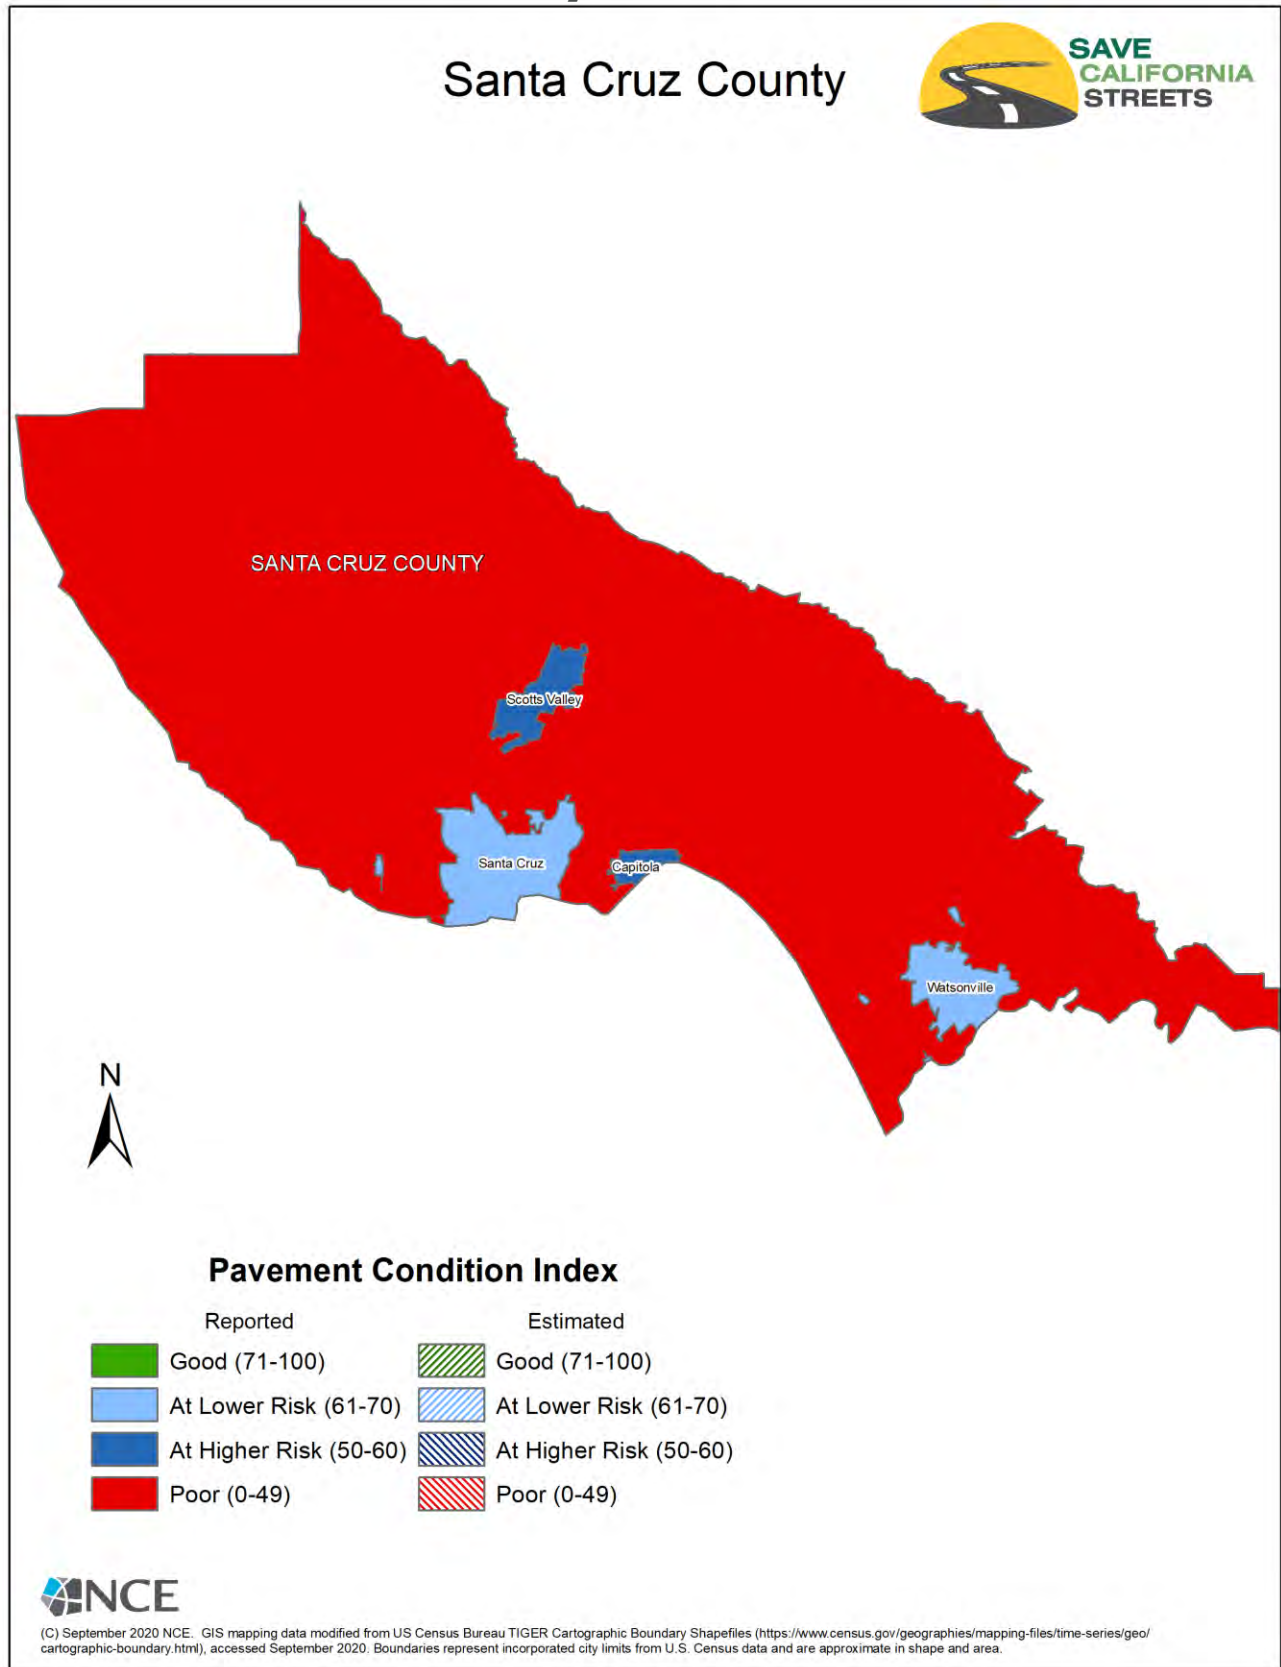 Santa Cruz County
SAVE
CALIFORNIA
STREETS
SANTA CRUZ COUNTY
Scotts Valley
Santa Cruz
Capitola
Watsonville
N
Pavement Condition Index
Reported
Estimated
Good (71-100)
Good (71-100)
At Lower Risk (61-70)
At Lower Risk (61-70)
At Higher Risk (50-60)
At Higher Risk (50-60)
Poor (0-49)
Poor (0-49)
NCE
(C) September 2020 NCE. GIS mapping data modified from US Census Bureau TIGER Cartographic Boundary Shapefiles (https://www.census.gov/geographies/mapping-files/time-series/geo/
cartographic-boundary.html), accessed September 2020. Boundaries represent incorporated city limits from U.S. Census data and are approximate in shape and area.